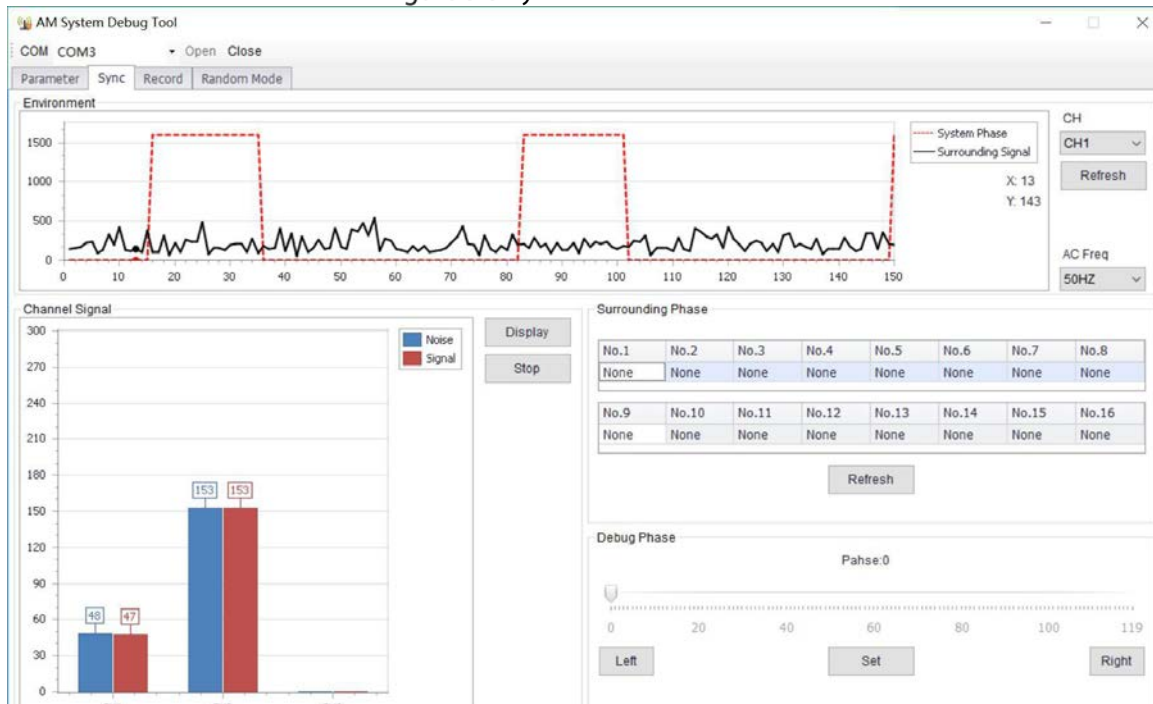 AM System Debug Tool
COM COM3 Open Close
Parameter Sync Record Random Mode
Environment
1500
1000
500
0
0 10 20 30 40 50 60 70 80 90 100 110 120 130 140 150
System Phase
Surrounding Signal
X: 13
Y: 143
CH
CH1
Refresh
AC Freq
50HZ
Channel Signal
300
270
240
210
180
150
120
90
60
30
0
Noise
Signal
153 153
48 47
Display
Stop
Surrounding Phase
No.1 No.2 No.3 No.4 No.5 No.6 No.7 No.8
None None None None None None None None
No.9 No.10 No.11 No.12 No.13 No.14 No.15 No.16
None None None None None None None None
Refresh
Debug Phase
Pahse:0
0 20 40 60 80 100 119
Left Set Right